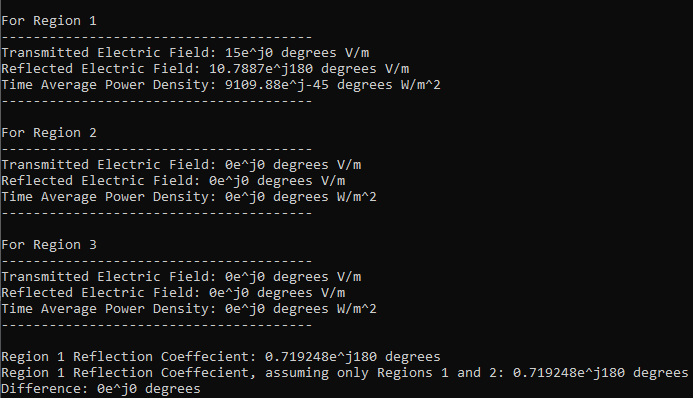 For Region 1
---------------------------------------
Transmitted Electric Field: 15e^j0 degrees V/m
Reflected Electric Field: 10.7887e^j180 degrees V/m
Time Average Power Density: 9109.88e^j-45 degrees W/m^2
---------------------------------------
For Region 2
---------------------------------------
Transmitted Electric Field: 0e^j0 degrees V/m
Reflected Electric Field: 0e^j0 degrees V/m
Time Average Power Density: 0e^j0 degrees W/m^2
---------------------------------------
For Region 3
---------------------------------------
Transmitted Electric Field: 0e^j0 degrees V/m
Reflected Electric Field: 0e^j0 degrees V/m
Time Average Power Density: 0e^j0 degrees W/m^2
---------------------------------------
Region 1 Reflection Coeffecient: 0.719248e^j180 degrees
Region 1 Reflection Coeffecient, assuming only Regions 1 and 2: 0.719248e^j180 degrees
Difference: 0e^j0 degrees